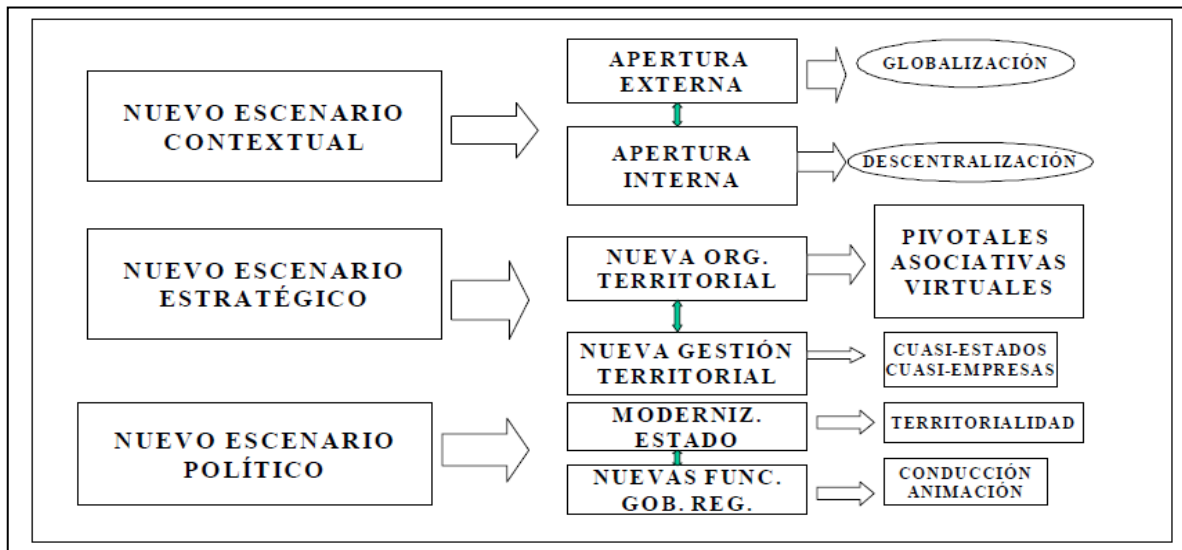 NUEVO ESCENARIO
CONTEXTUAL
APERTURA
EXTERNA
GLOBALIZACIÓN
APERTURA
INTERNA
DESCENTRALIZACIÓN
NUEVO ESCENARIO
ESTRATÉGICO
NUEVA ORG.
TERRITORIAL
PIVOTALES
ASOCIATIVAS
VIRTUALES
NUEVA GESTIÓN
TERRITORIAL
CUASI-ESTADOS
CUASI-EMPRESAS
NUEVO ESCENARIO
POLÍTICO
MODERNIZ.
ESTADO
TERRITORIALIDAD
NUEVAS FUNC.
GOB. REG.
CONDUCCIÓN
ANIMACIÓN